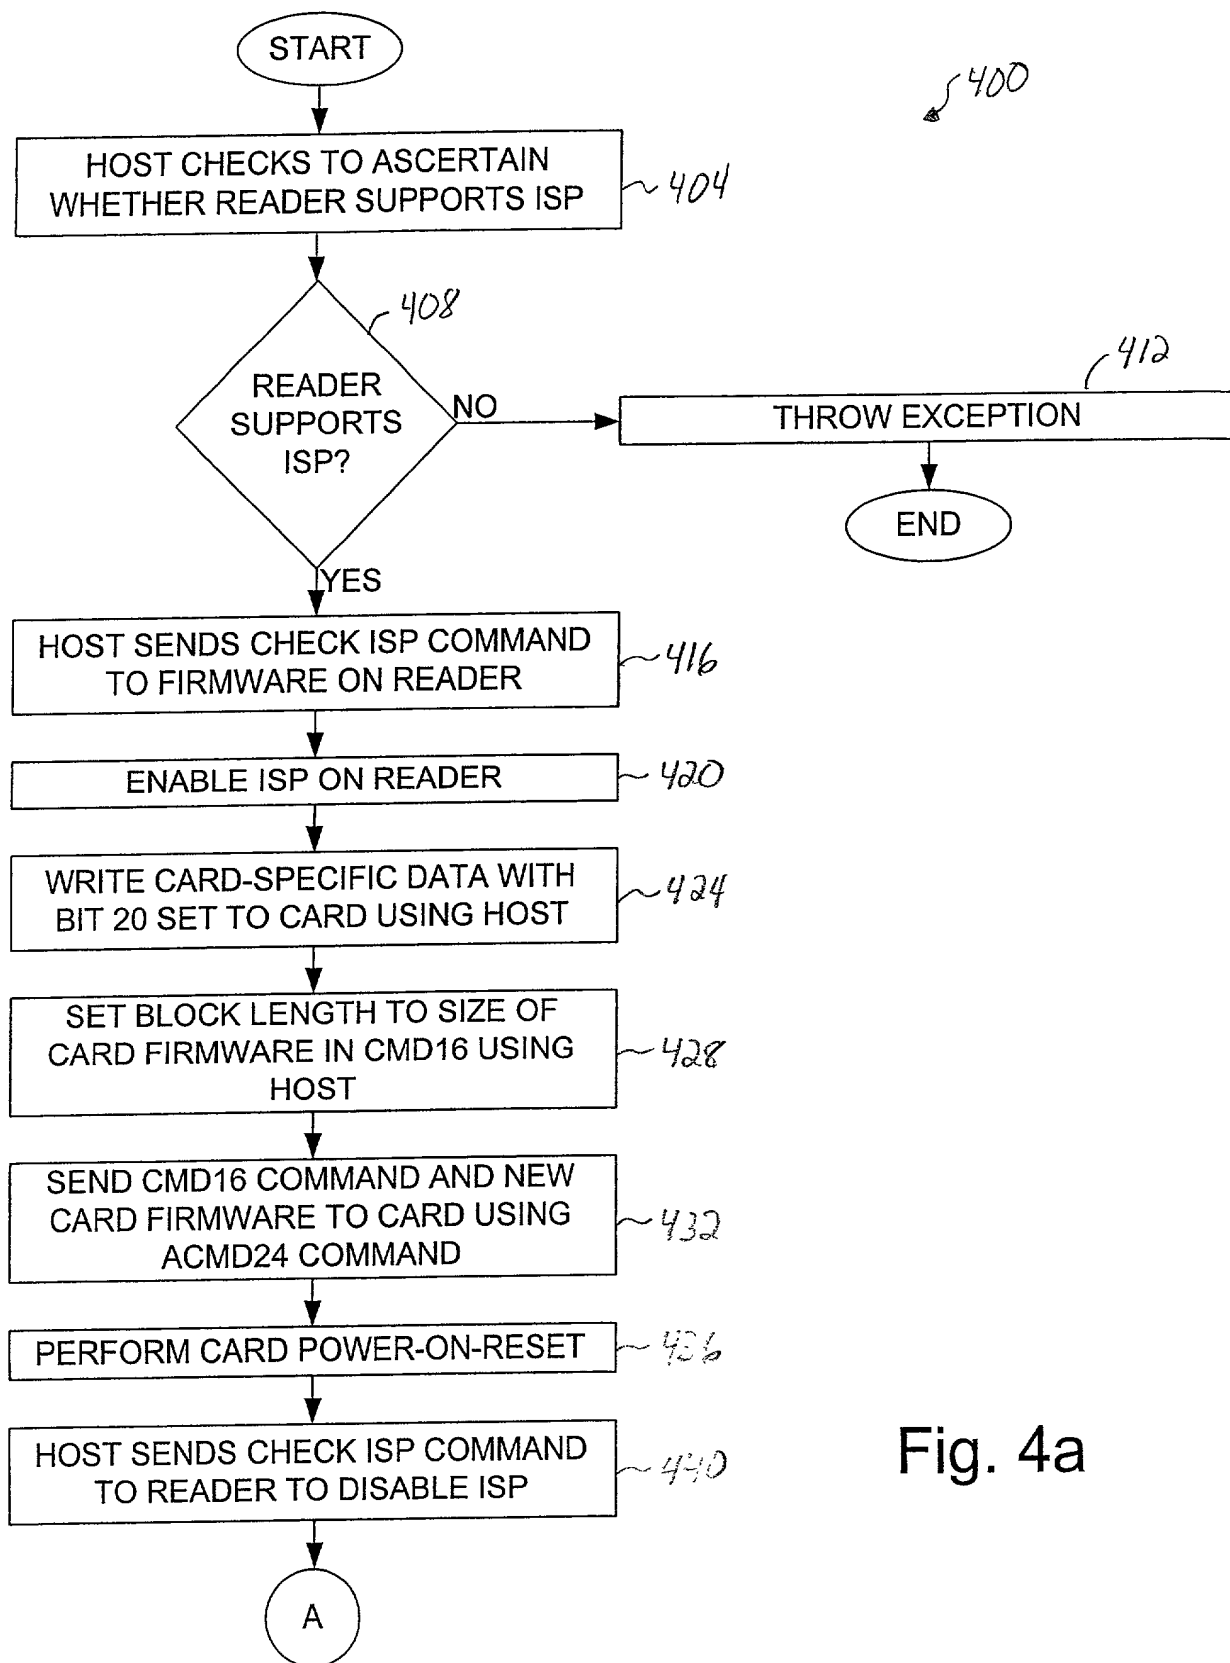 START
400
HOST CHECKS TO ASCERTAIN
WHETHER READER SUPPORTS ISP
404
408
READER
SUPPORTS
ISP?
NO
412
THROW EXCEPTION
END
YES
HOST SENDS CHECK ISP COMMAND
TO FIRMWARE ON READER
416
ENABLE ISP ON READER
420
WRITE CARD-SPECIFIC DATA WITH
BIT 20 SET TO CARD USING HOST
424
SET BLOCK LENGTH TO SIZE OF
CARD FIRMWARE IN CMD16 USING
HOST
428
SEND CMD16 COMMAND AND NEW
CARD FIRMWARE TO CARD USING
ACMD24 COMMAND
432
PERFORM CARD POWER-ON-RESET
436
HOST SENDS CHECK ISP COMMAND
TO READER TO DISABLE ISP
440
Fig. 4a
A